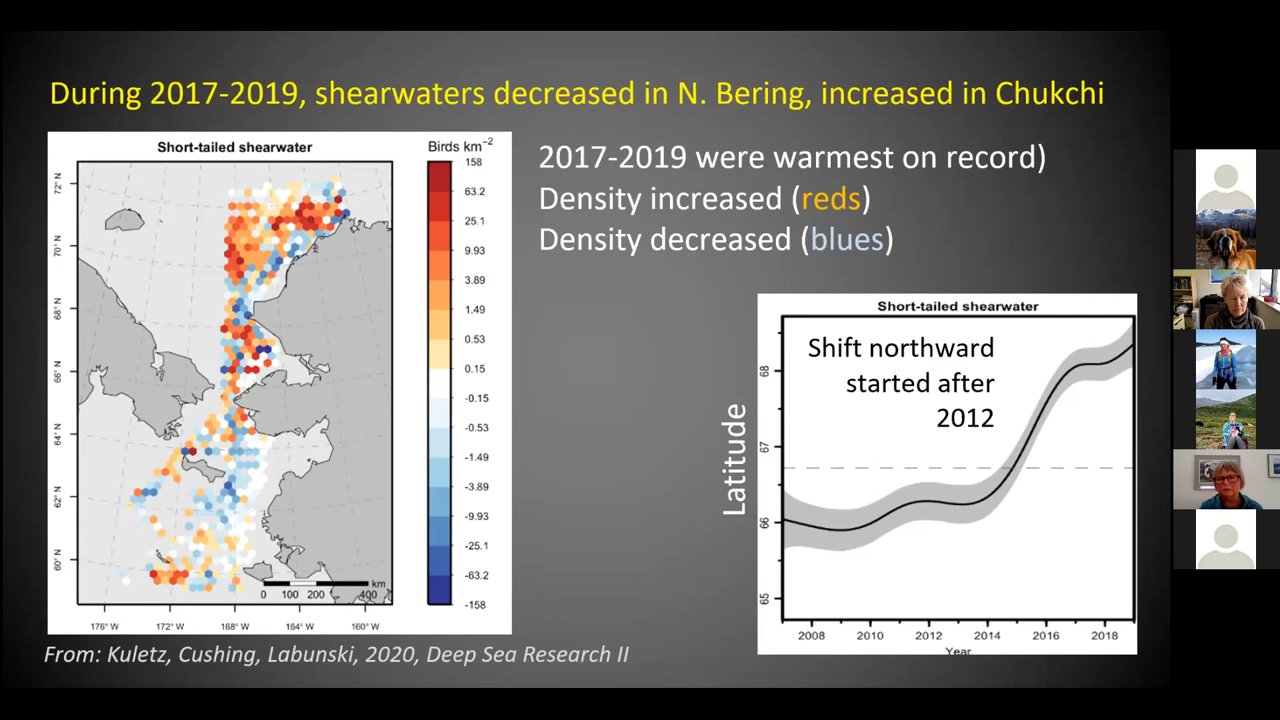 During 2017-2019, shearwaters decreased in N. Bering, increased in Chukchi
Short-tailed shearwater
Birds km⁻²
72° N
70° N
68° N
66° N
64° N
62° N
60° N
176° W
172° W
168° W
164° W
160° W
0 100 200 400 km
158
63.2
25.1
9.93
3.89
1.49
0.53
0.15
-0.15
-0.53
-1.49
-3.89
-9.93
-25.1
-63.2
-158
2017-2019 were warmest on record)
Density increased (reds)
Density decreased (blues)
Short-tailed shearwater
Shift northward
started after
2012
Latitude
68
67
66
65
2008 2010 2012 2014 2016 2018
Year
From: Kuletz, Cushing, Labunski, 2020, Deep Sea Research II